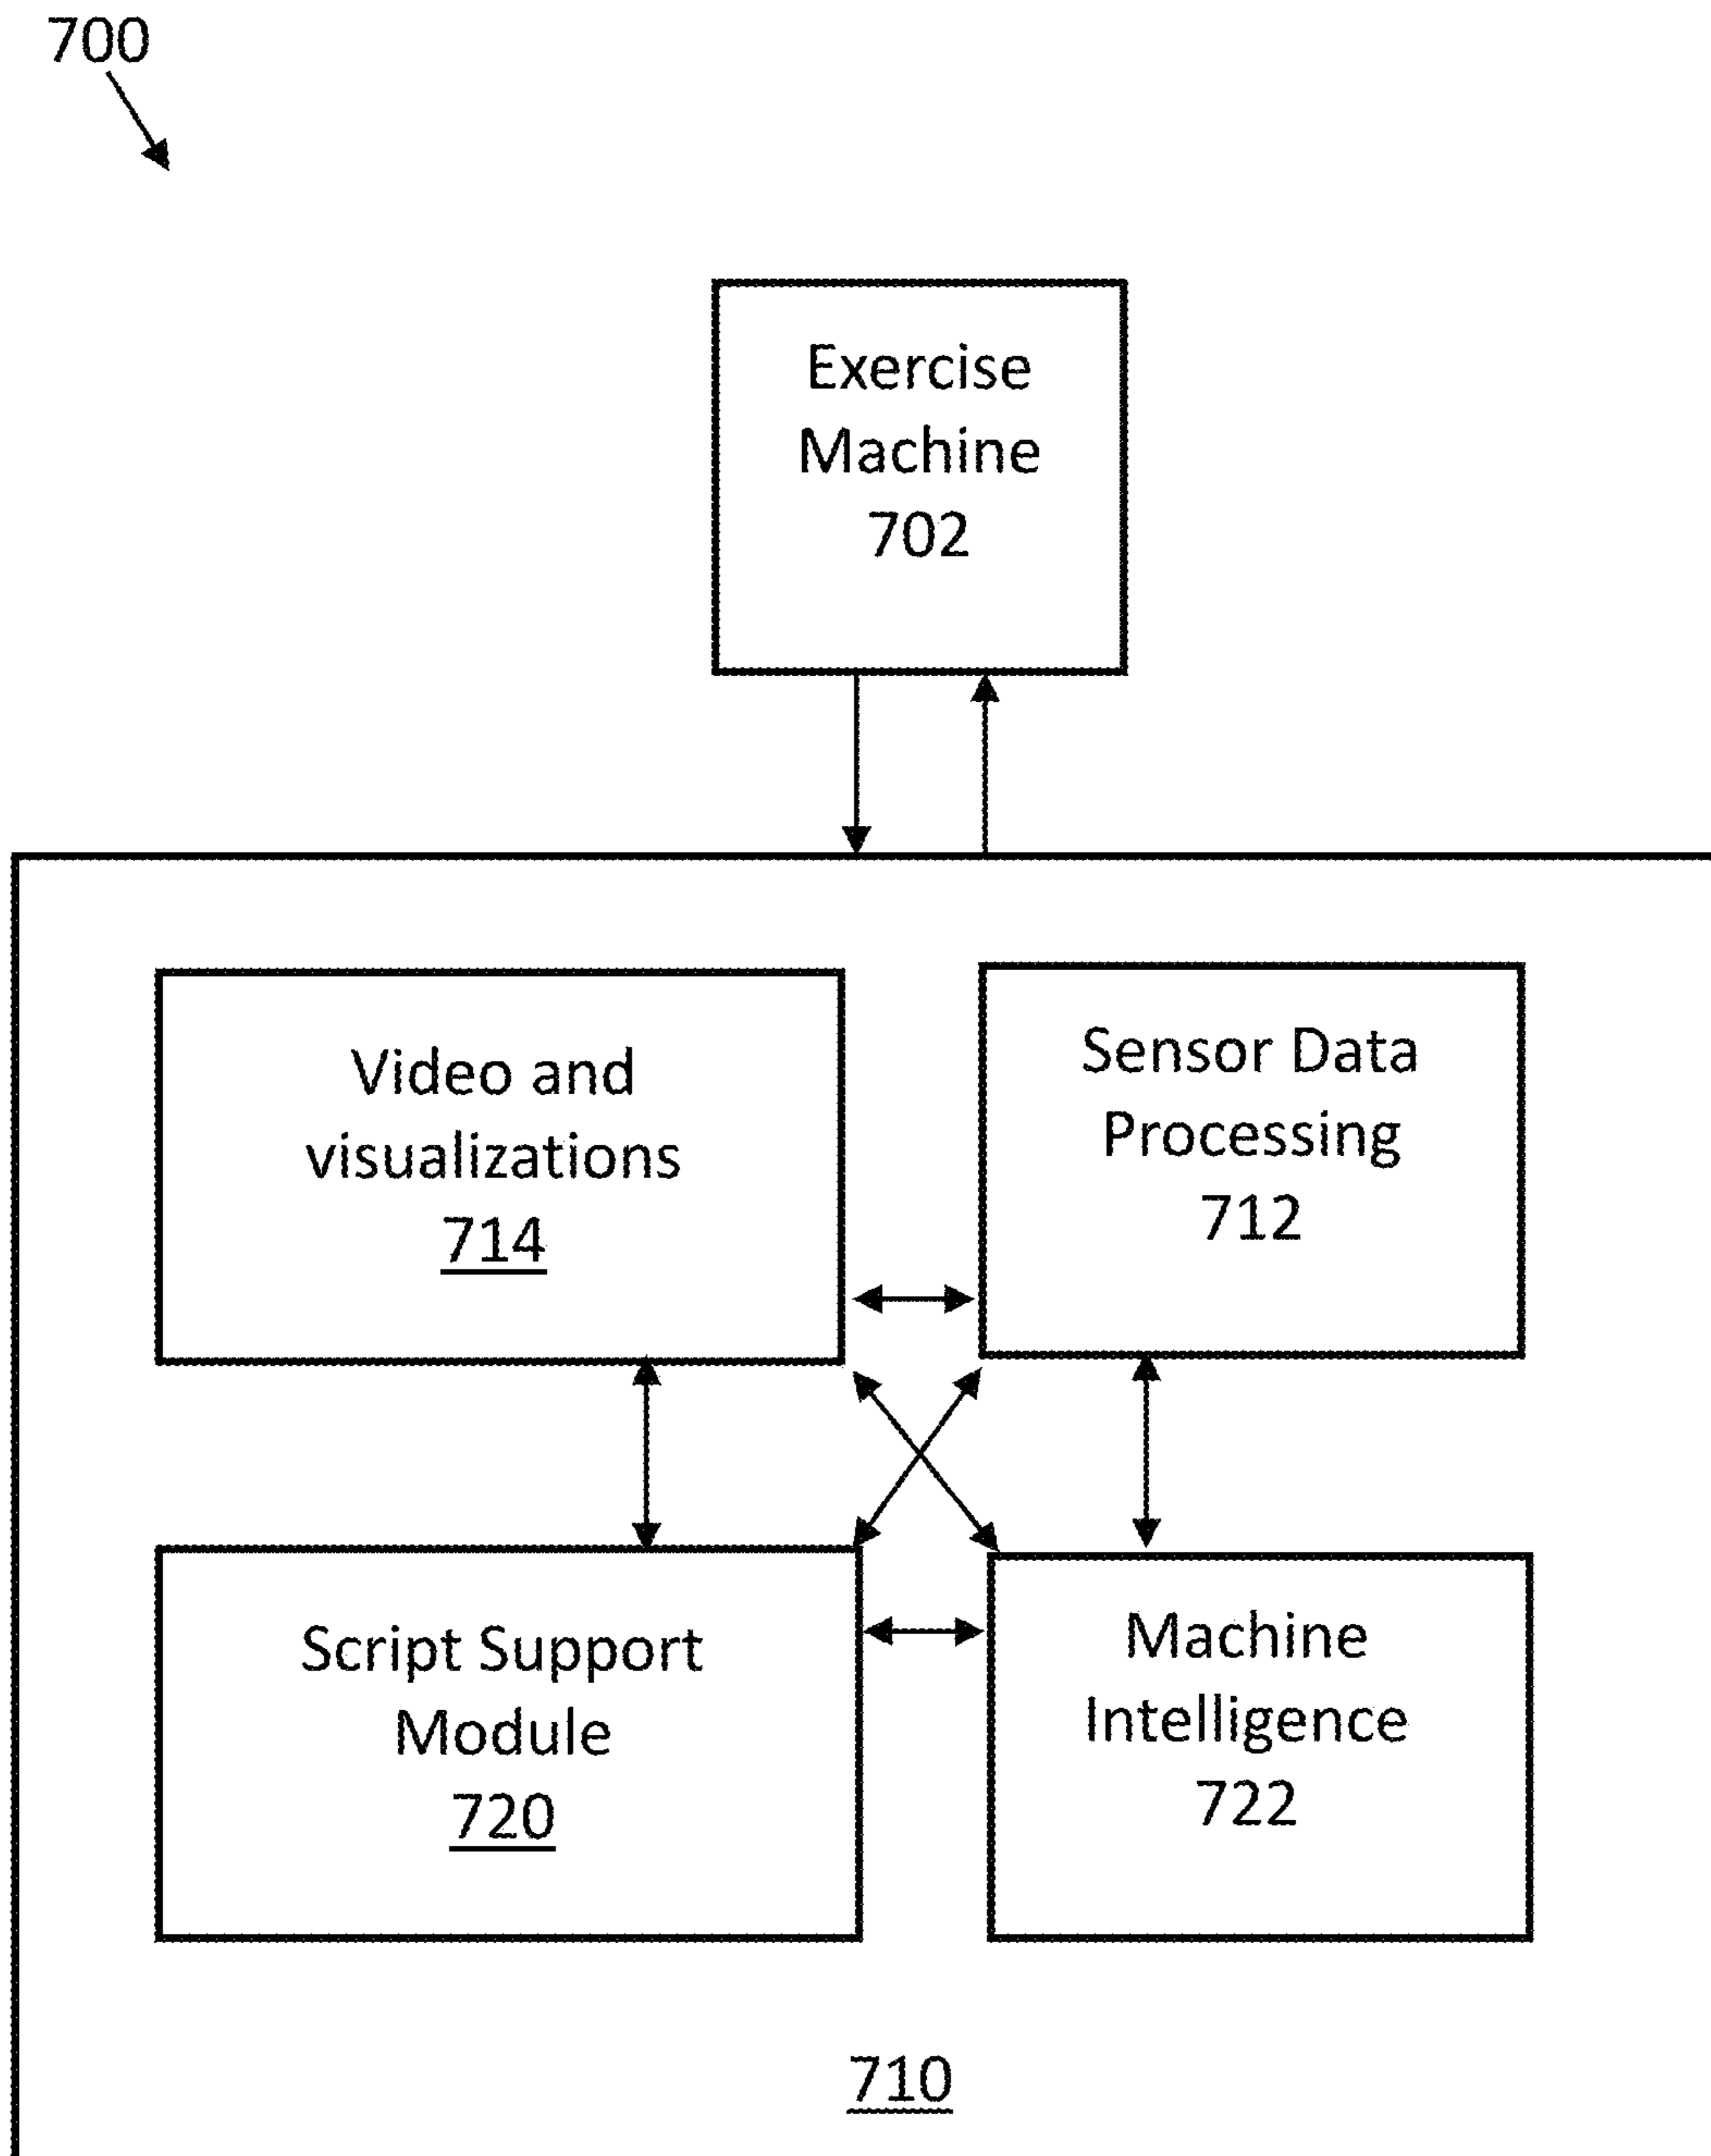 700
Exercise
Machine
702
Video and
visualizations
714
Sensor Data
Processing
712
Script Support
Module
720
Machine
Intelligence
722
710